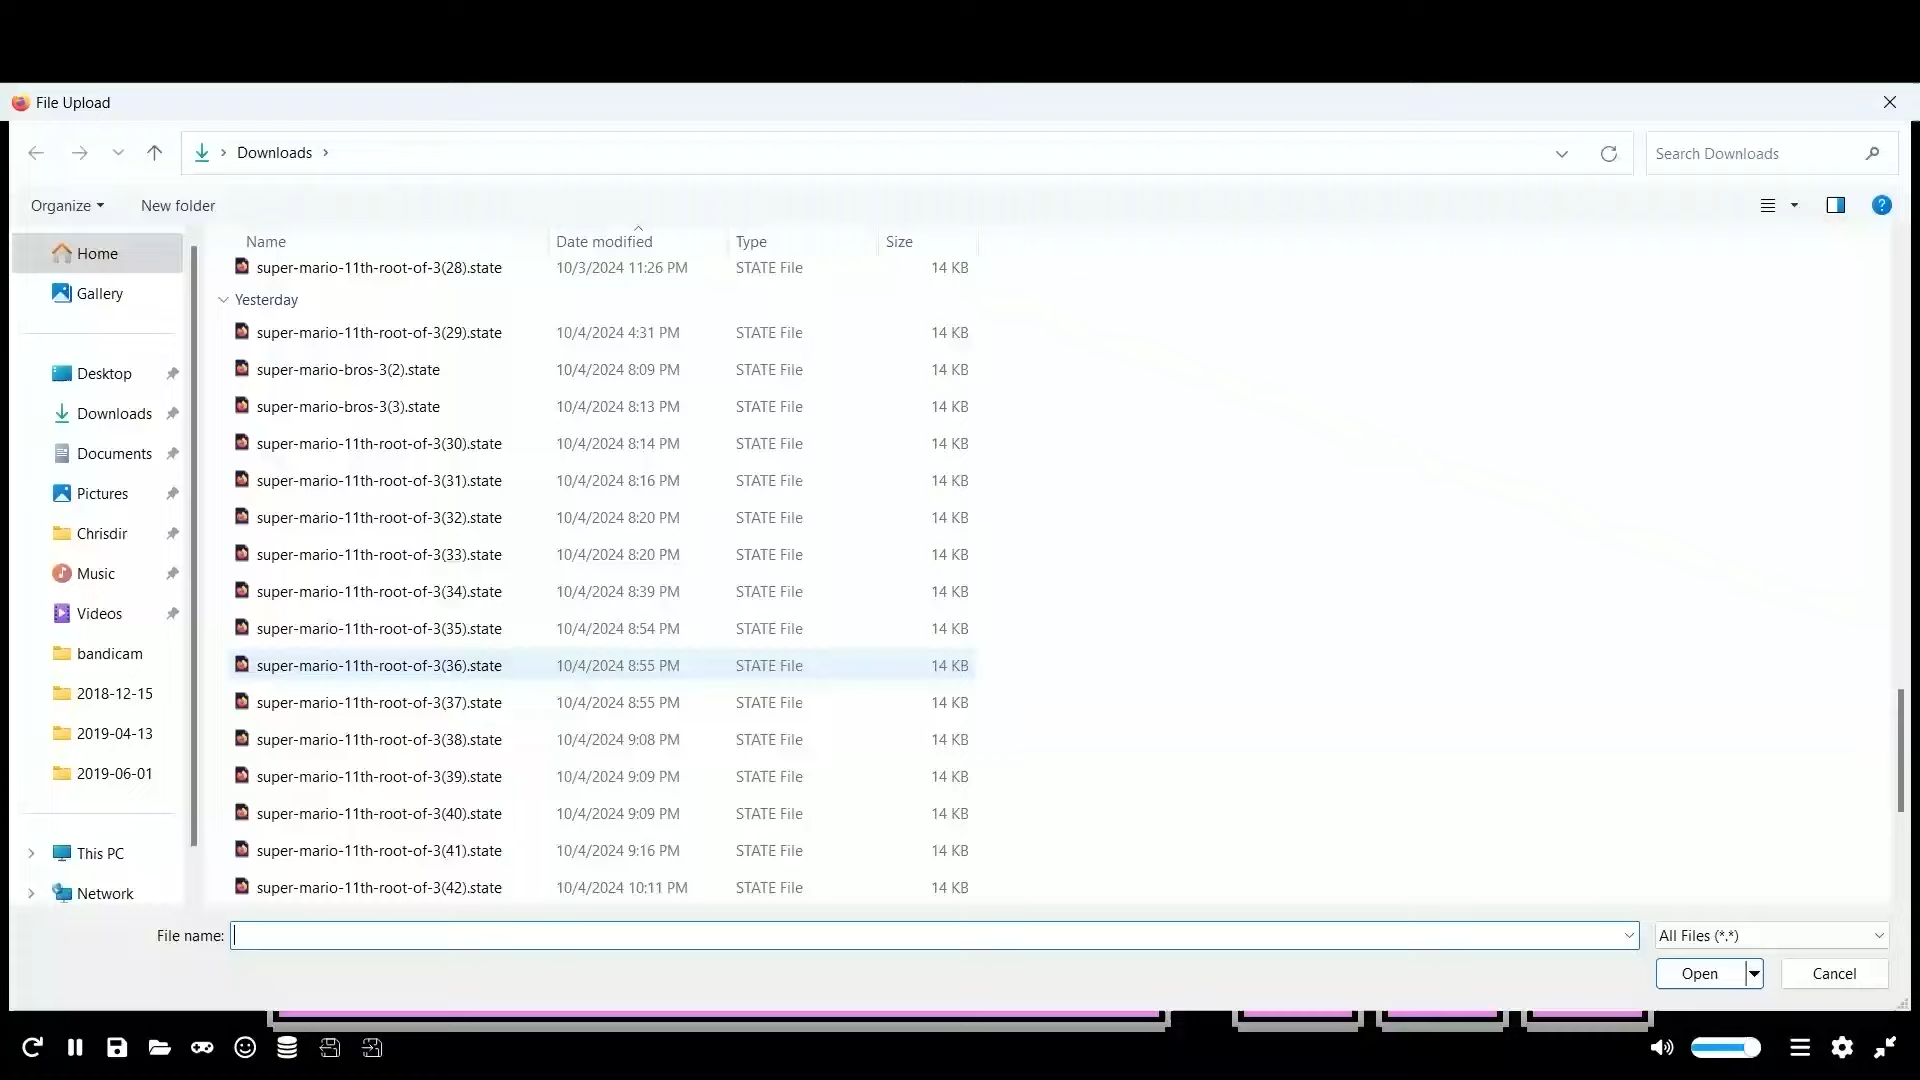 File Upload
Downloads
Search Downloads
Organize New folder
Name Date modified Type Size
super-mario-11th-root-of-3(28).state 10/3/2024 11:26 PM STATE File 14 KB
Yesterday
super-mario-11th-root-of-3(29).state 10/4/2024 4:31 PM STATE File 14 KB
super-mario-bros-3(2).state 10/4/2024 8:09 PM STATE File 14 KB
super-mario-bros-3(3).state 10/4/2024 8:13 PM STATE File 14 KB
super-mario-11th-root-of-3(30).state 10/4/2024 8:14 PM STATE File 14 KB
super-mario-11th-root-of-3(31).state 10/4/2024 8:16 PM STATE File 14 KB
super-mario-11th-root-of-3(32).state 10/4/2024 8:20 PM STATE File 14 KB
super-mario-11th-root-of-3(33).state 10/4/2024 8:20 PM STATE File 14 KB
super-mario-11th-root-of-3(34).state 10/4/2024 8:39 PM STATE File 14 KB
super-mario-11th-root-of-3(35).state 10/4/2024 8:54 PM STATE File 14 KB
super-mario-11th-root-of-3(36).state 10/4/2024 8:55 PM STATE File 14 KB
super-mario-11th-root-of-3(37).state 10/4/2024 8:55 PM STATE File 14 KB
super-mario-11th-root-of-3(38).state 10/4/2024 9:08 PM STATE File 14 KB
super-mario-11th-root-of-3(39).state 10/4/2024 9:09 PM STATE File 14 KB
super-mario-11th-root-of-3(40).state 10/4/2024 9:09 PM STATE File 14 KB
super-mario-11th-root-of-3(41).state 10/4/2024 9:16 PM STATE File 14 KB
super-mario-11th-root-of-3(42).state 10/4/2024 10:11 PM STATE File 14 KB
Home
Gallery
Desktop
Downloads
Documents
Pictures
Chrisdir
Music
Videos
bandicam
2018-12-15
2019-04-13
2019-06-01
This PC
Network
File name:
All Files (*.*)
Open
Cancel